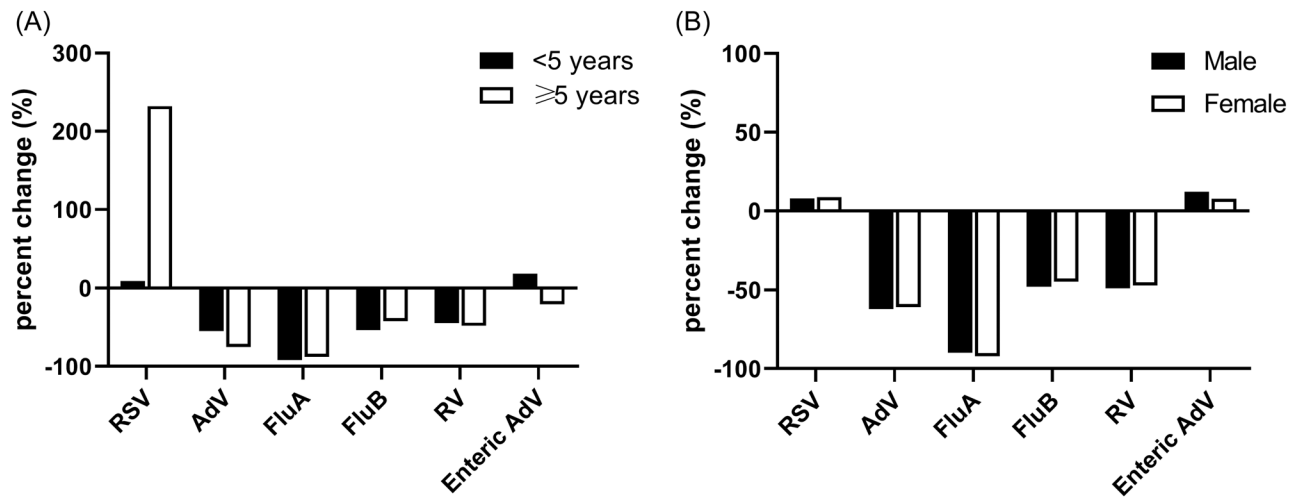 (A)
percent change (%)
300
200
100
0
-100
<5 years
⩾5 years
RSV
AdV
FluA
FluB
RV
Enteric AdV
(B)
percent change (%)
100
50
0
-50
-100
Male
Female
RSV
AdV
FluA
FluB
RV
Enteric AdV